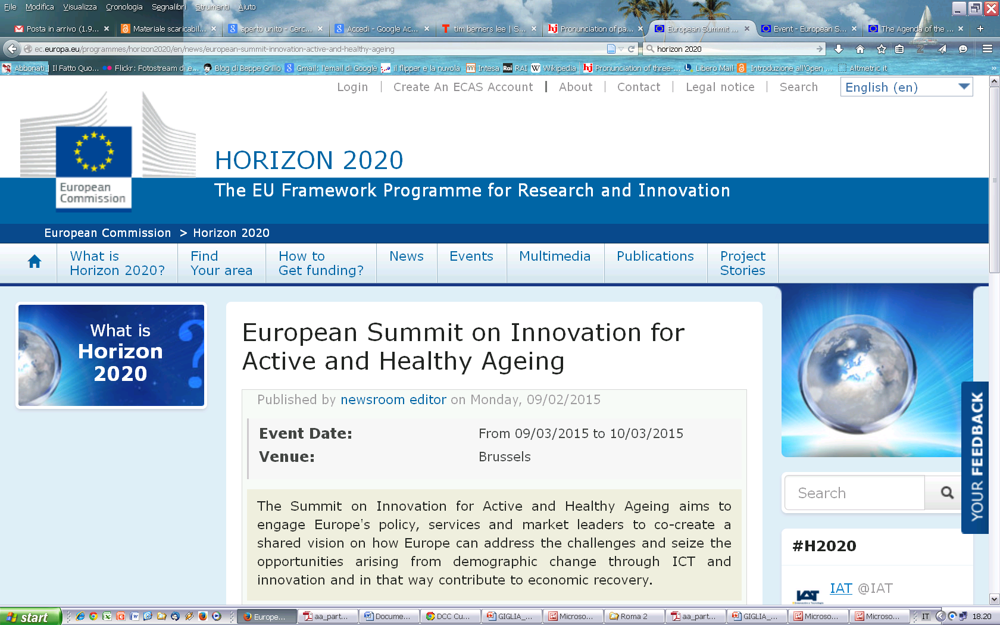 File Modifica Visualizza Cronologia Segnalibri Strumenti Aiuto
Posta in arrivo (1.9... Materiale scaricabil... aperto unito - Cerc... Accedi - Google Ac... tim berners lee | S... Pronunciation of pa... European Summit ... Event - European S... The Agenda of the ...
ec.europa.eu/programmes/horizon2020/en/news/european-summit-innovation-active-and-healthy-ageing horizon 2020
Abbonati | Il Fatto Quo... Flickr: Fotostream di e... Blog di Beppe Grillo Gmail: l'email di Google il flipper e la nuvola Intesa RAI Wikipedia Pronunciation of three-... Libero Mail Introduzione all'Open ... Altmetric it
Login Create An ECAS Account About Contact Legal notice Search English (en)
HORIZON 2020
The EU Framework Programme for Research and Innovation
European
Commission
European Commission > Horizon 2020
What is
Horizon 2020?
Find
Your area
How to
Get funding?
News
Events
Multimedia
Publications
Project
Stories
What is
Horizon
2020
European Summit on Innovation for
Active and Healthy Ageing
Published by newsroom editor on Monday, 09/02/2015
Event Date: From 09/03/2015 to 10/03/2015
Venue: Brussels
The Summit on Innovation for Active and Healthy Ageing aims to
engage Europe's policy, services and market leaders to co-create a
shared vision on how Europe can address the challenges and seize the
opportunities arising from demographic change through ICT and
innovation and in that way contribute to economic recovery.
YOUR FEEDBACK
Search
#H2020
IAT
IAT @IAT
start Europe... aa_part... Docume... DCC Cu... GIGLIA_... Microso... Roma 2 aa_part... GIGLIA_... Microso... Microso... IT 18.20